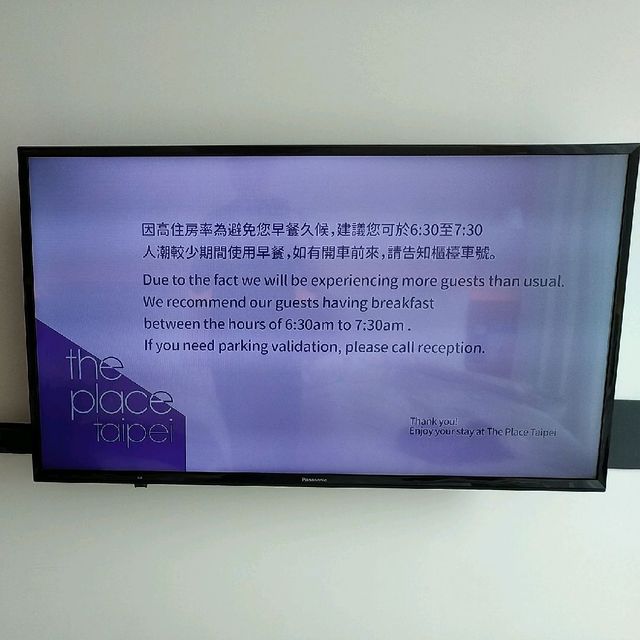 因高住房率為避免您早餐久候,建議您可於6:30至7:30
人潮較少期間使用早餐,如有開車前來,請告知櫃檯車號。
Due to the fact we will be experiencing more guests than usual.
We recommend our guests having breakfast
between the hours of 6:30am to 7:30am .
If you need parking validation, please call reception.
the
place
taipei
Thank you!
Enjoy your stay at The Place Taipei
Panasonic